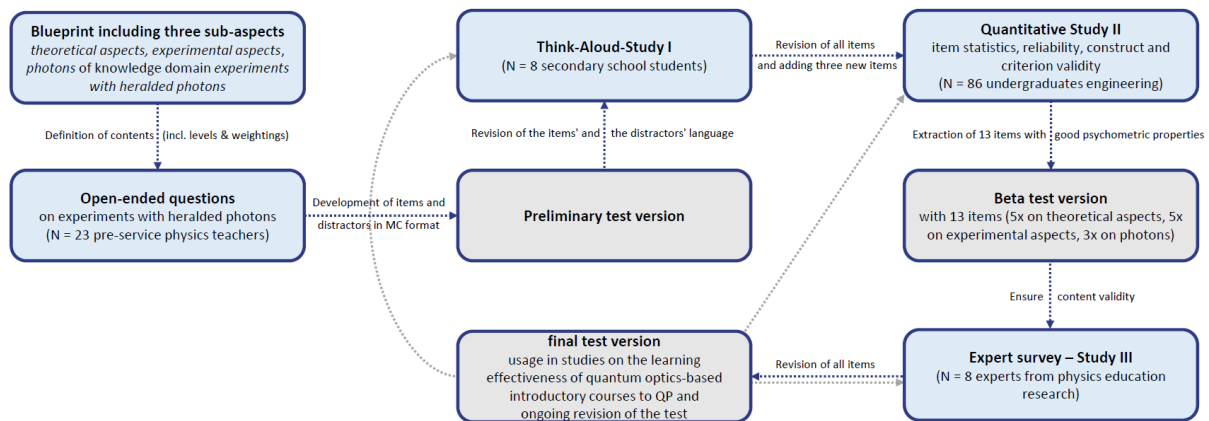 Blueprint including three sub-aspects
theoretical aspects, experimental aspects,
photons of knowledge domain experiments
with heralded photons
Definition of contents (incl. levels & weightings)
Open-ended questions
on experiments with heralded photons
(N = 23 pre-service physics teachers)
Development of items and
distractors in MC format
Preliminary test version
Revision of the items' and the distractors' language
Think-Aloud-Study I
(N = 8 secondary school students)
Revision of all items
and adding three new items
Quantitative Study II
item statistics, reliability, construct and
criterion validity
(N = 86 undergraduates engineering)
Extraction of 13 items with good psychometric properties
Beta test version
with 13 items (5x on theoretical aspects, 5x
on experimental aspects, 3x on photons)
Ensure content validity
Expert survey – Study III
(N = 8 experts from physics education
research)
Revision of all items
final test version
usage in studies on the learning
effectiveness of quantum optics-based
introductory courses to QP and
ongoing revision of the test